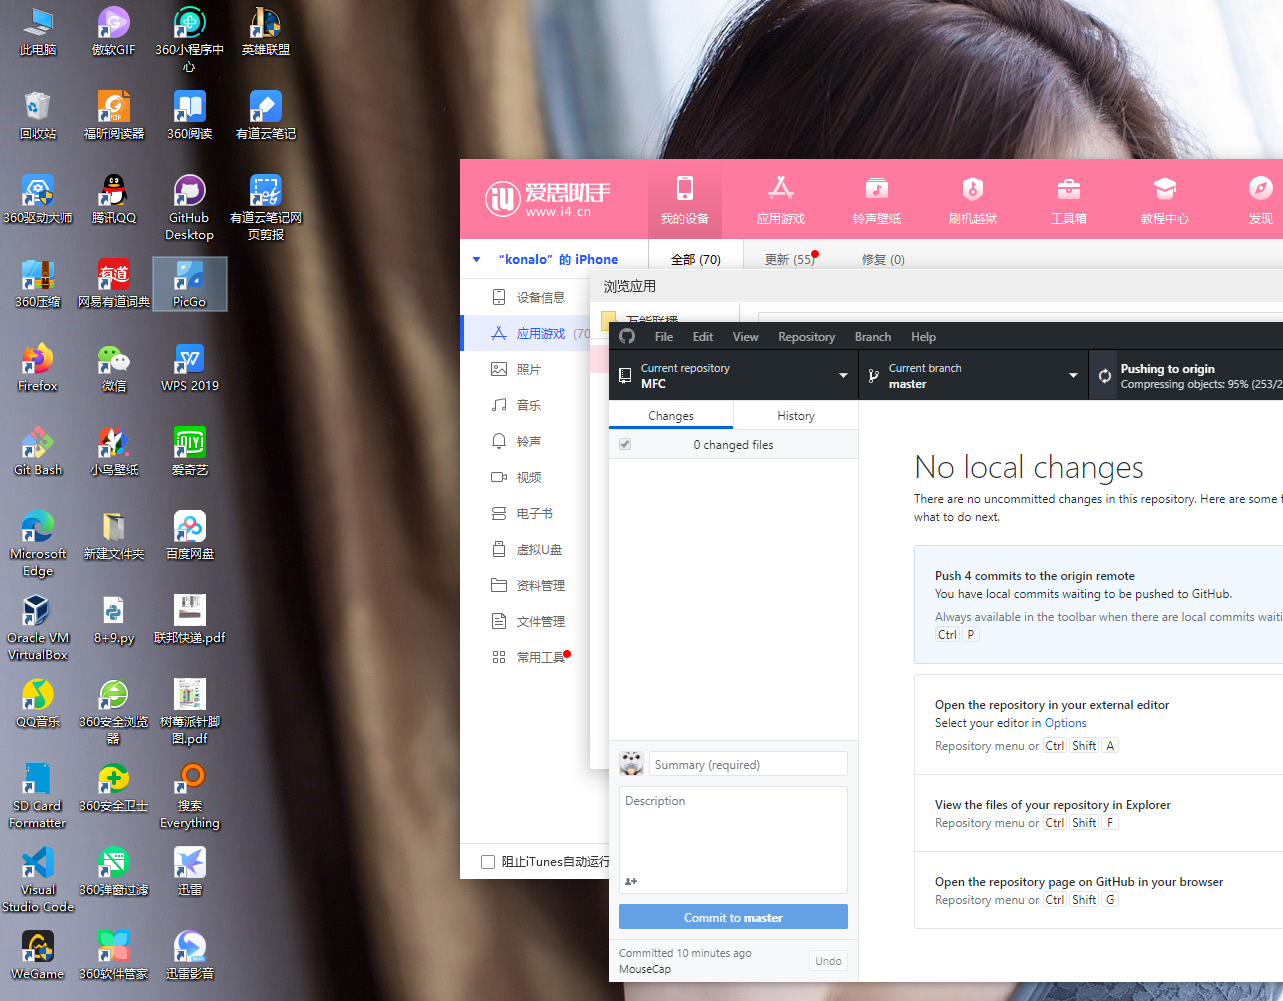 此电脑
傲软GIF
360小程序中
心
英雄联盟
回收站
福昕阅读器
360阅读
有道云笔记
360驱动大师
腾讯QQ
GitHub
Desktop
有道云笔记网
页剪报
360压缩
网易有道词典
PicGo
Firefox
微信
WPS 2019
Git Bash
小鸟壁纸
爱奇艺
Microsoft
Edge
新建文件夹
百度网盘
Oracle VM
VirtualBox
8+9.py
联邦快递.pdf
QQ音乐
360安全浏览
器
树莓派针脚
图.pdf
SD Card
Formatter
360安全卫士
搜索
Everything
Visual
Studio Code
360弹窗过滤
迅雷
WeGame
360软件管家
迅雷影音
爱思助手
www.i4.cn
我的设备
应用游戏
铃声壁纸
刷机越狱
工具箱
教程中心
发现
“konalo”的 iPhone
全部 (70)
更新 (55)
修复 (0)
设备信息
应用游戏 (70
照片
音乐
铃声
视频
电子书
虚拟U盘
资料管理
文件管理
常用工具
阻止iTunes自动运行
浏览应用
万能联播
File Edit View Repository Branch Help
Current repository
MFC
Current branch
master
Pushing to origin
Compressing objects: 95% (253/2
Changes
History
0 changed files
No local changes
There are no uncommitted changes in this repository. Here are some f
what to do next.
Push 4 commits to the origin remote
You have local commits waiting to be pushed to GitHub.
Always available in the toolbar when there are local commits waiti
Ctrl P
Open the repository in your external editor
Select your editor in Options
Repository menu or Ctrl Shift A
View the files of your repository in Explorer
Repository menu or Ctrl Shift F
Open the repository page on GitHub in your browser
Repository menu or Ctrl Shift G
Summary (required)
Description
Commit to master
Committed 10 minutes ago
MouseCap
Undo